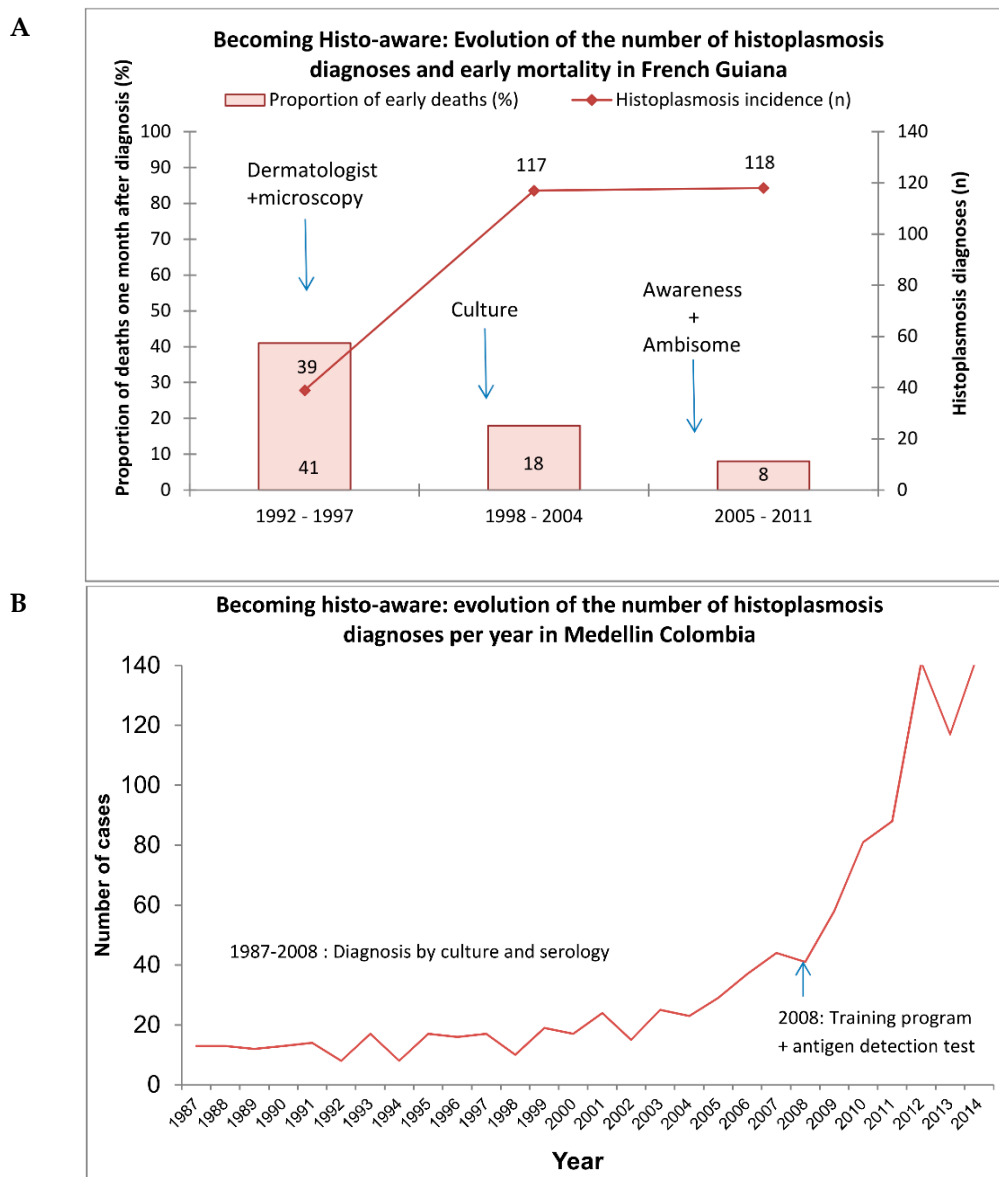 A
Becoming Histo-aware: Evolution of the number of histoplasmosis
diagnoses and early mortality in French Guiana
Proportion of early deaths (%)
Histoplasmosis incidence (n)
Proportion of deaths one month after diagnosis (%)
100
90
80
70
60
50
40
30
20
10
0
Dermatologist
+microscopy
39
41
Culture
117
18
Awareness
+
Ambisome
118
8
140
120
100
80
60
40
20
0
Histoplasmosis diagnoses (n)
1992 - 1997
1998 - 2004
2005 - 2011
B
Becoming histo-aware: evolution of the number of histoplasmosis
diagnoses per year in Medellin Colombia
Number of cases
140
120
100
80
60
40
20
0
1987-2008 : Diagnosis by culture and serology
2008: Training program
+ antigen detection test
1987
1988
1989
1990
1991
1992
1993
1994
1995
1996
1997
1998
1999
2000
2001
2002
2003
2004
2005
2006
2007
2008
2009
2010
2011
2012
2013
2014
Year